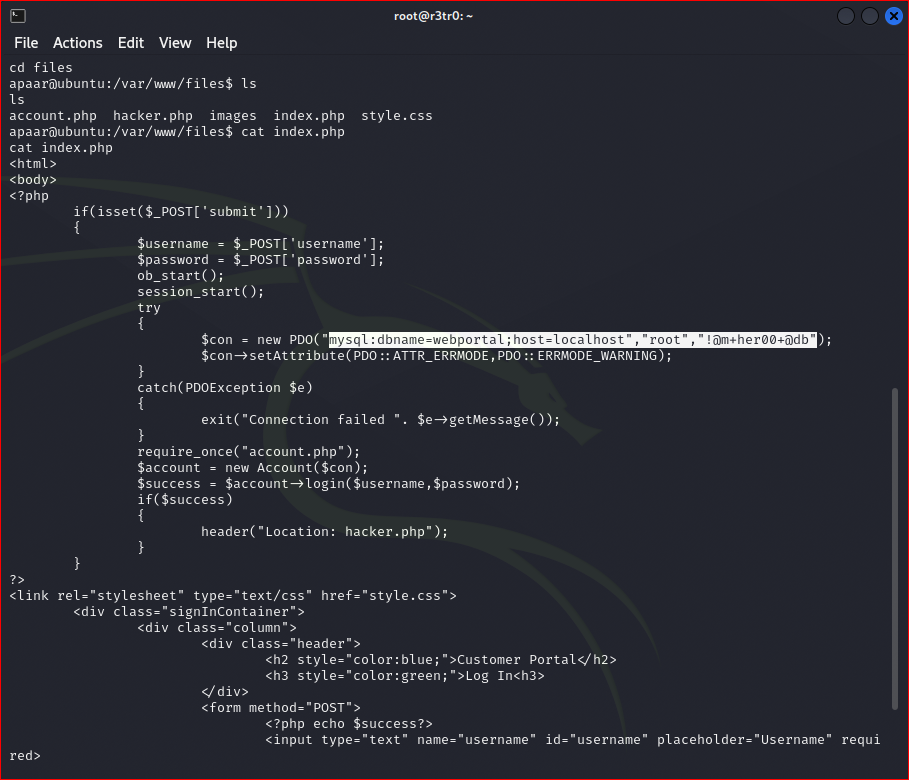 root@r3tr0: ~
File Actions Edit View Help
cd files
apaar@ubuntu:/var/www/files$ ls
ls
account.php  hacker.php  images  index.php  style.css
apaar@ubuntu:/var/www/files$ cat index.php
cat index.php
<html>
<body>
<?php
        if(isset($_POST['submit']))
        {
                $username = $_POST['username'];
                $password = $_POST['password'];
                ob_start();
                session_start();
                try
                {
                        $con = new PDO("mysql:dbname=webportal;host=localhost","root","!@m+her00+@db");
                        $con->setAttribute(PDO::ATTR_ERRMODE,PDO::ERRMODE_WARNING);
                }
                catch(PDOException $e)
                {
                        exit("Connection failed ". $e->getMessage());
                }
                require_once("account.php");
                $account = new Account($con);
                $success = $account->login($username,$password);
                if($success)
                {
                        header("Location: hacker.php");
                }
        }
?>
<link rel="stylesheet" type="text/css" href="style.css">
        <div class="signInContainer">
                <div class="column">
                        <div class="header">
                                <h2 style="color:blue;">Customer Portal</h2>
                                <h3 style="color:green;">Log In<h3>
                        </div>
                        <form method="POST">
                                <?php echo $success?>
                                <input type="text" name="username" id="username" placeholder="Username" requi
red>